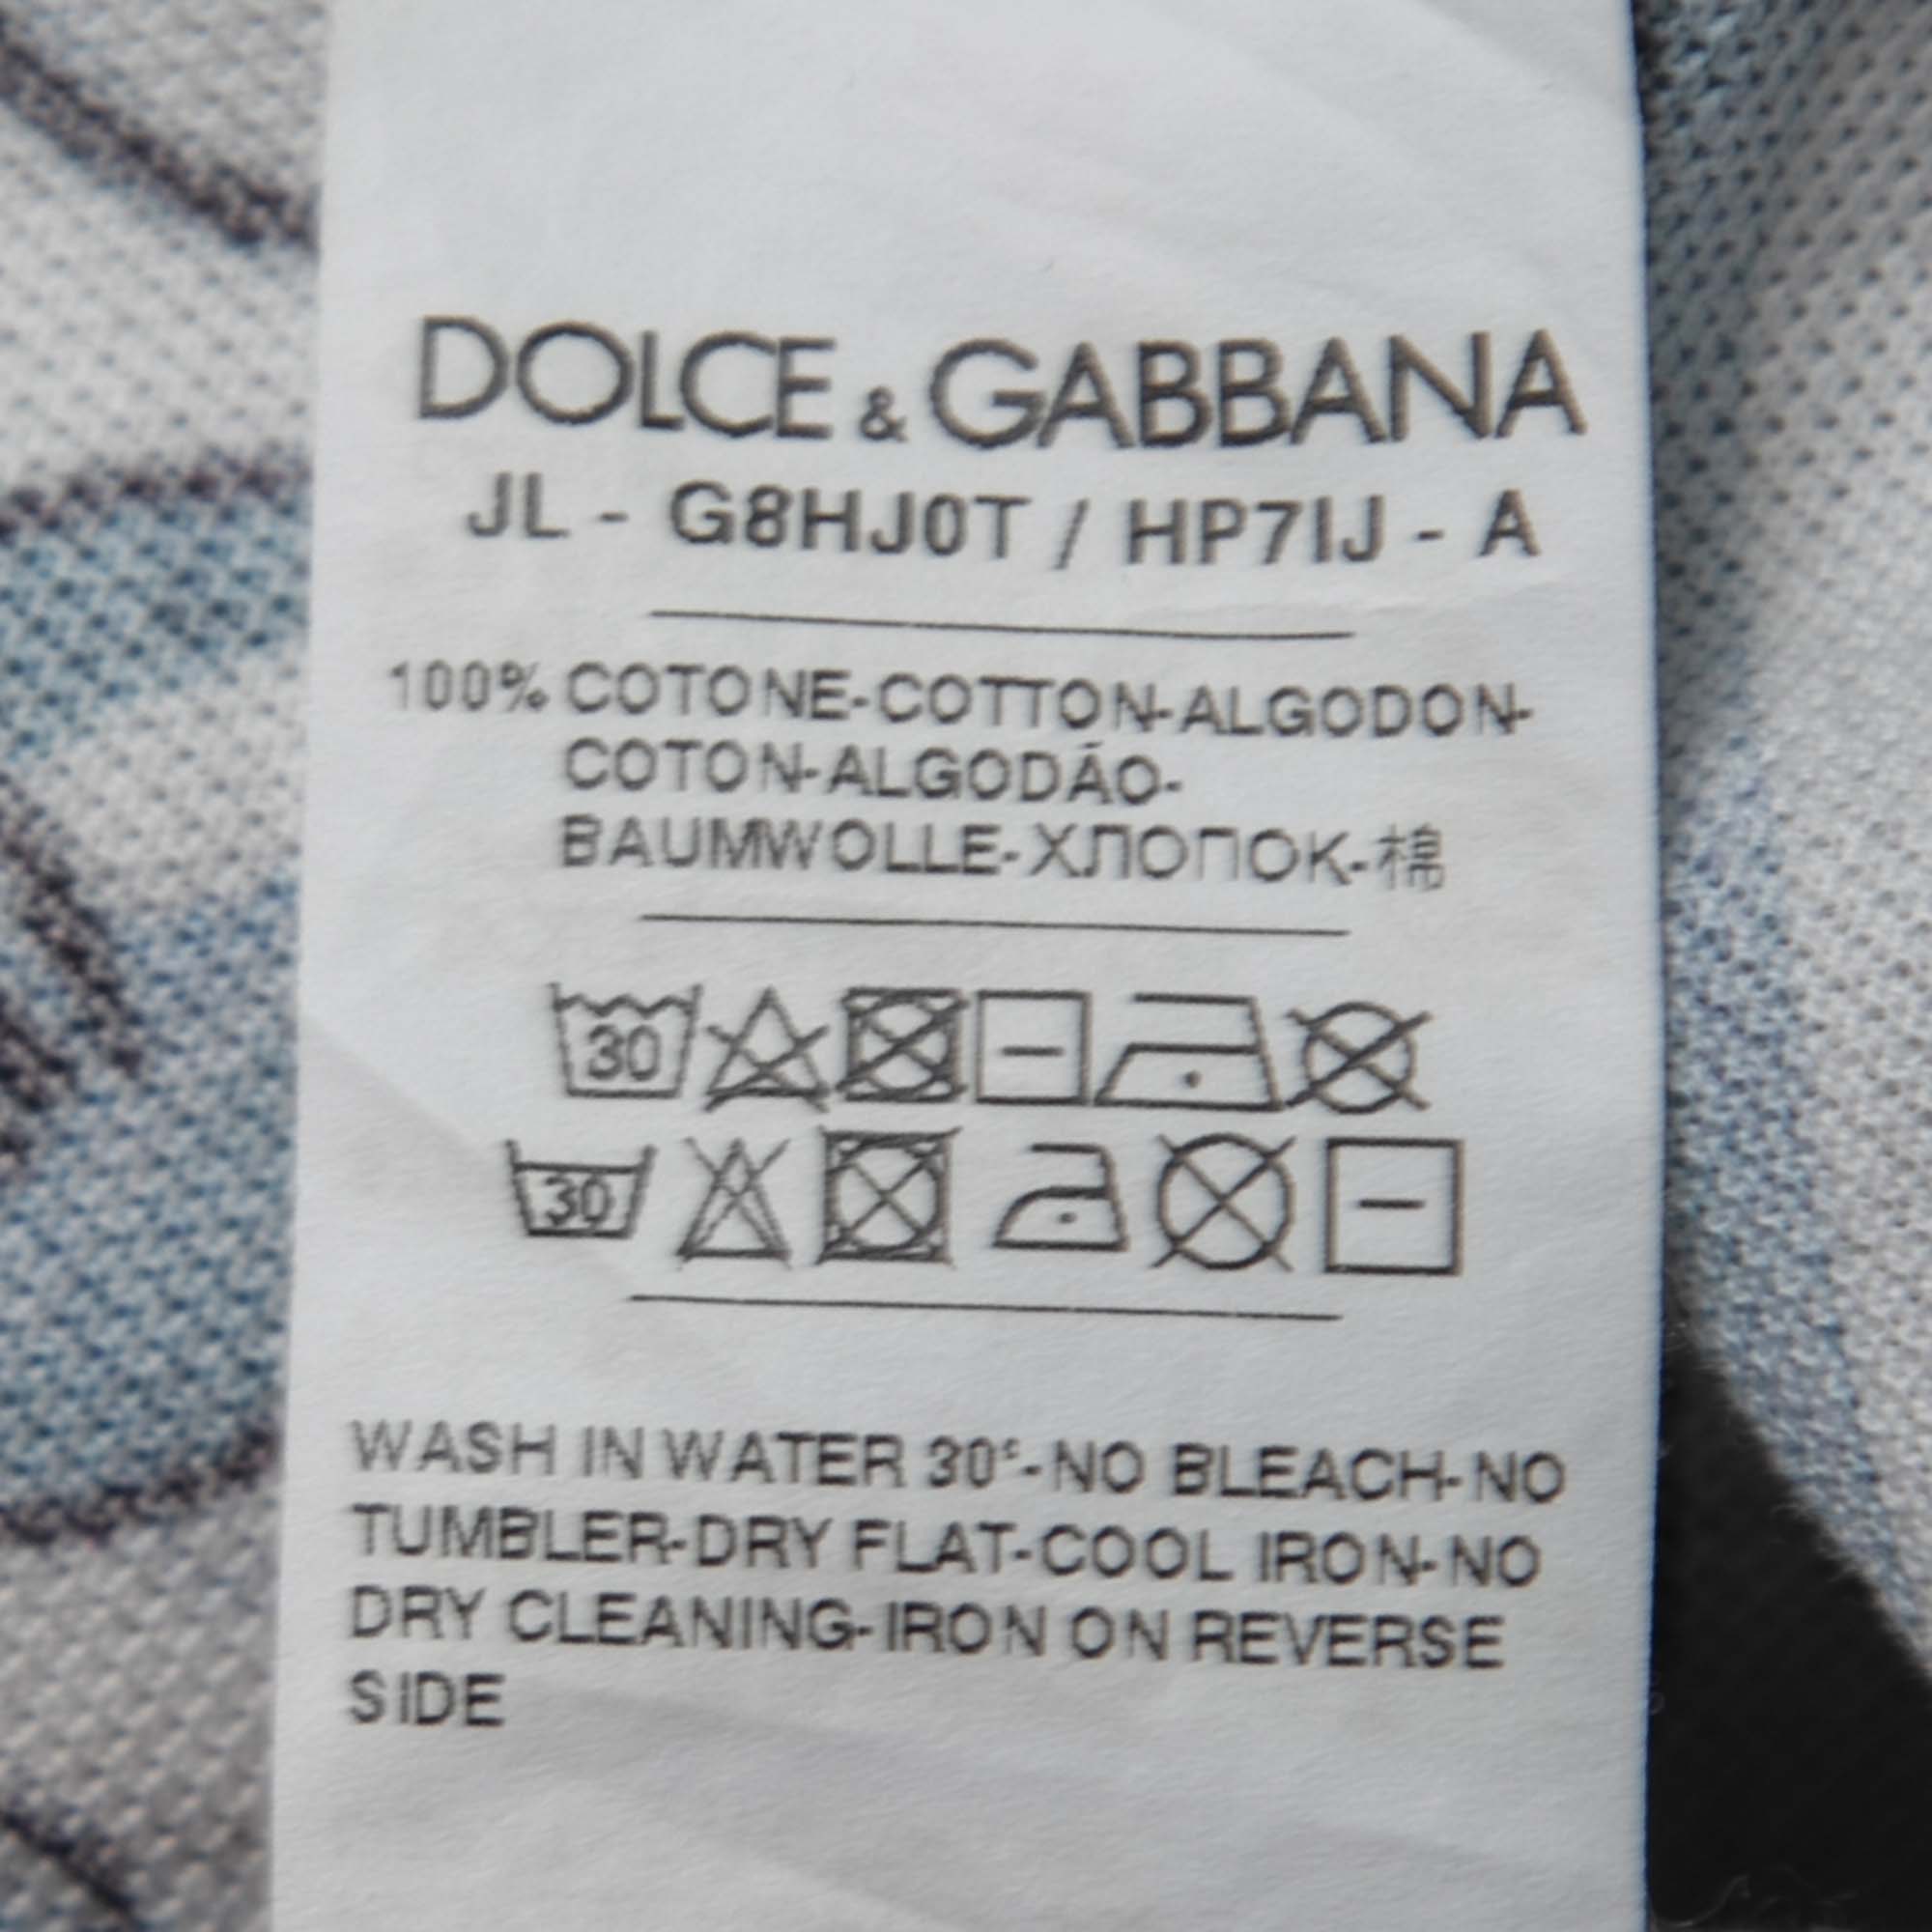 DOLCE & GABBANA
JL - G8HJ0T / HP7IJ - A
100% COTONE-COTTON-ALGODON-
COTON-ALGODÃO-
BAUMWOLLE-ХЛОПОК-棉
30
30
WASH IN WATER 30°-NO BLEACH-NO
TUMBLER-DRY FLAT-COOL IRON-NO
DRY CLEANING-IRON ON REVERSE
SIDE